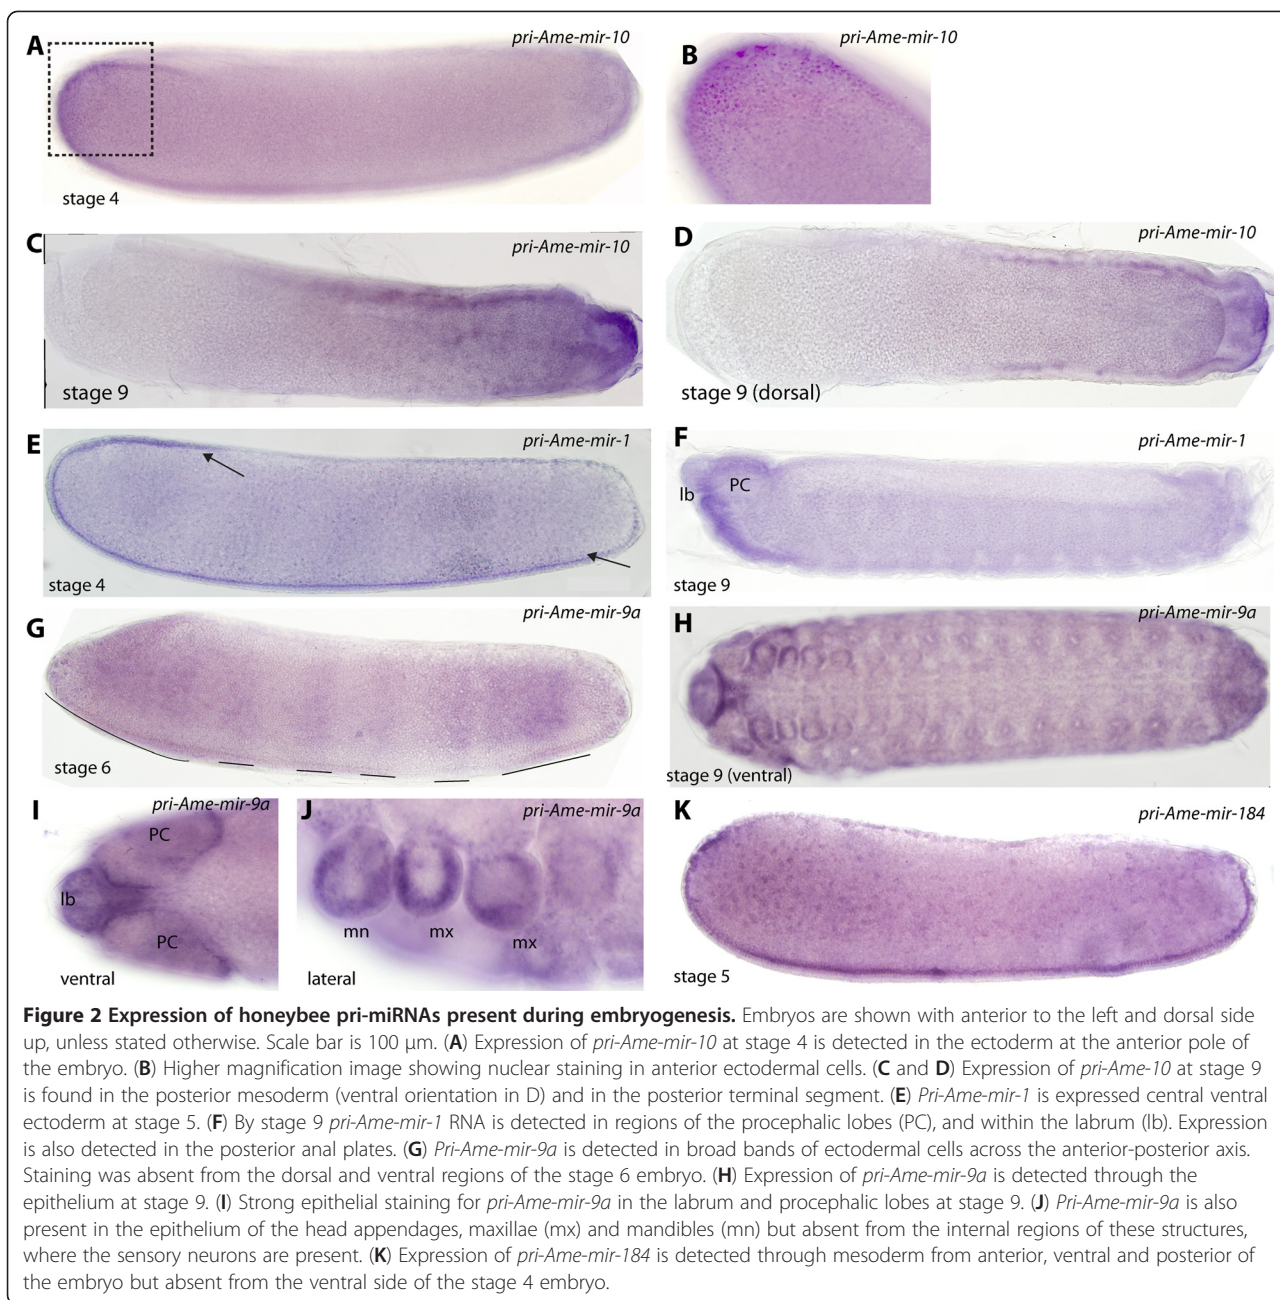 A
pri-Ame-mir-10
stage 4
B
pri-Ame-mir-10
C
pri-Ame-mir-10
stage 9
D
pri-Ame-mir-10
stage 9 (dorsal)
E
pri-Ame-mir-1
stage 4
F
pri-Ame-mir-1
lb
PC
stage 9
G
pri-Ame-mir-9a
stage 6
H
pri-Ame-mir-9a
stage 9 (ventral)
I
pri-Ame-mir-9a
PC
lb
PC
ventral
J
pri-Ame-mir-9a
mn
mx
mx
lateral
K
pri-Ame-mir-184
stage 5
Figure 2 Expression of honeybee pri-miRNAs present during embryogenesis. Embryos are shown with anterior to the left and dorsal side
up, unless stated otherwise. Scale bar is 100 μm. (A) Expression of pri-Ame-mir-10 at stage 4 is detected in the ectoderm at the anterior pole of
the embryo. (B) Higher magnification image showing nuclear staining in anterior ectodermal cells. (C and D) Expression of pri-Ame-10 at stage 9
is found in the posterior mesoderm (ventral orientation in D) and in the posterior terminal segment. (E) Pri-Ame-mir-1 is expressed central ventral
ectoderm at stage 5. (F) By stage 9 pri-Ame-mir-1 RNA is detected in regions of the procephalic lobes (PC), and within the labrum (lb). Expression
is also detected in the posterior anal plates. (G) Pri-Ame-mir-9a is detected in broad bands of ectodermal cells across the anterior-posterior axis.
Staining was absent from the dorsal and ventral regions of the stage 6 embryo. (H) Expression of pri-Ame-mir-9a is detected through the
epithelium at stage 9. (I) Strong epithelial staining for pri-Ame-mir-9a in the labrum and procephalic lobes at stage 9. (J) Pri-Ame-mir-9a is also
present in the epithelium of the head appendages, maxillae (mx) and mandibles (mn) but absent from the internal regions of these structures,
where the sensory neurons are present. (K) Expression of pri-Ame-mir-184 is detected through mesoderm from anterior, ventral and posterior of
the embryo but absent from the ventral side of the stage 4 embryo.